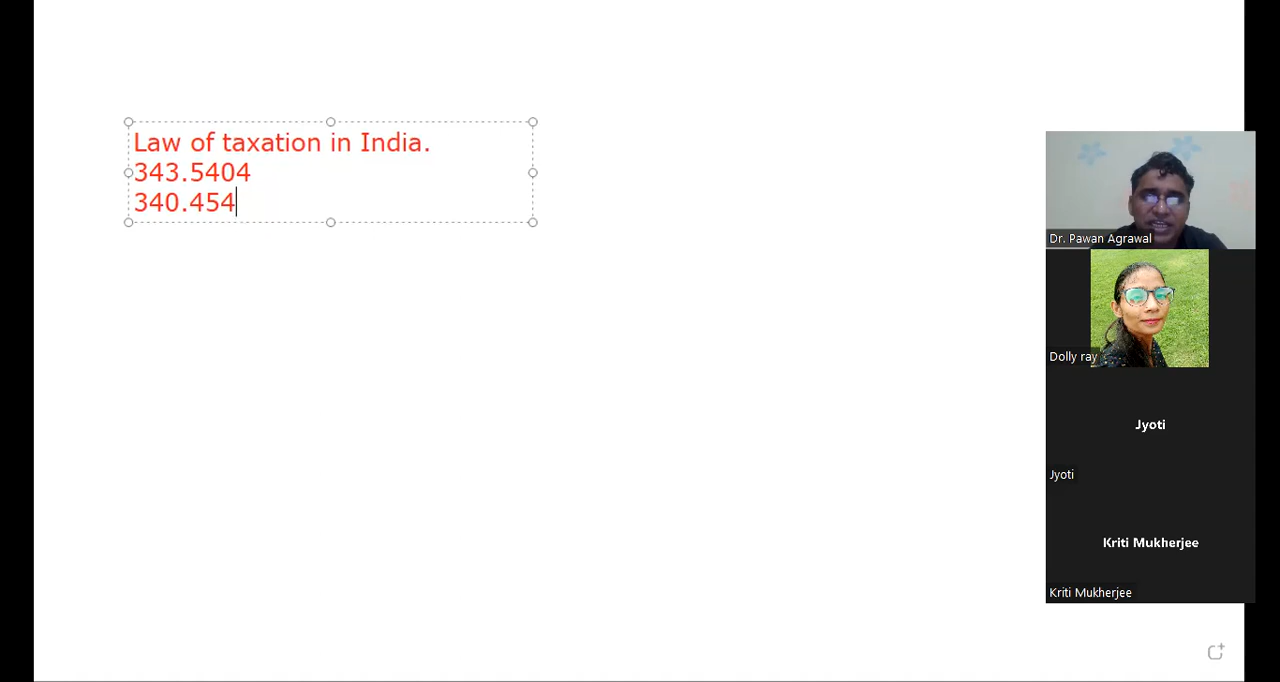 Law of taxation in India.
343.5404
340.454
Dr. Pawan Agrawal
Dolly ray
Jyoti
Jyoti
Kriti Mukherjee
Kriti Mukherjee